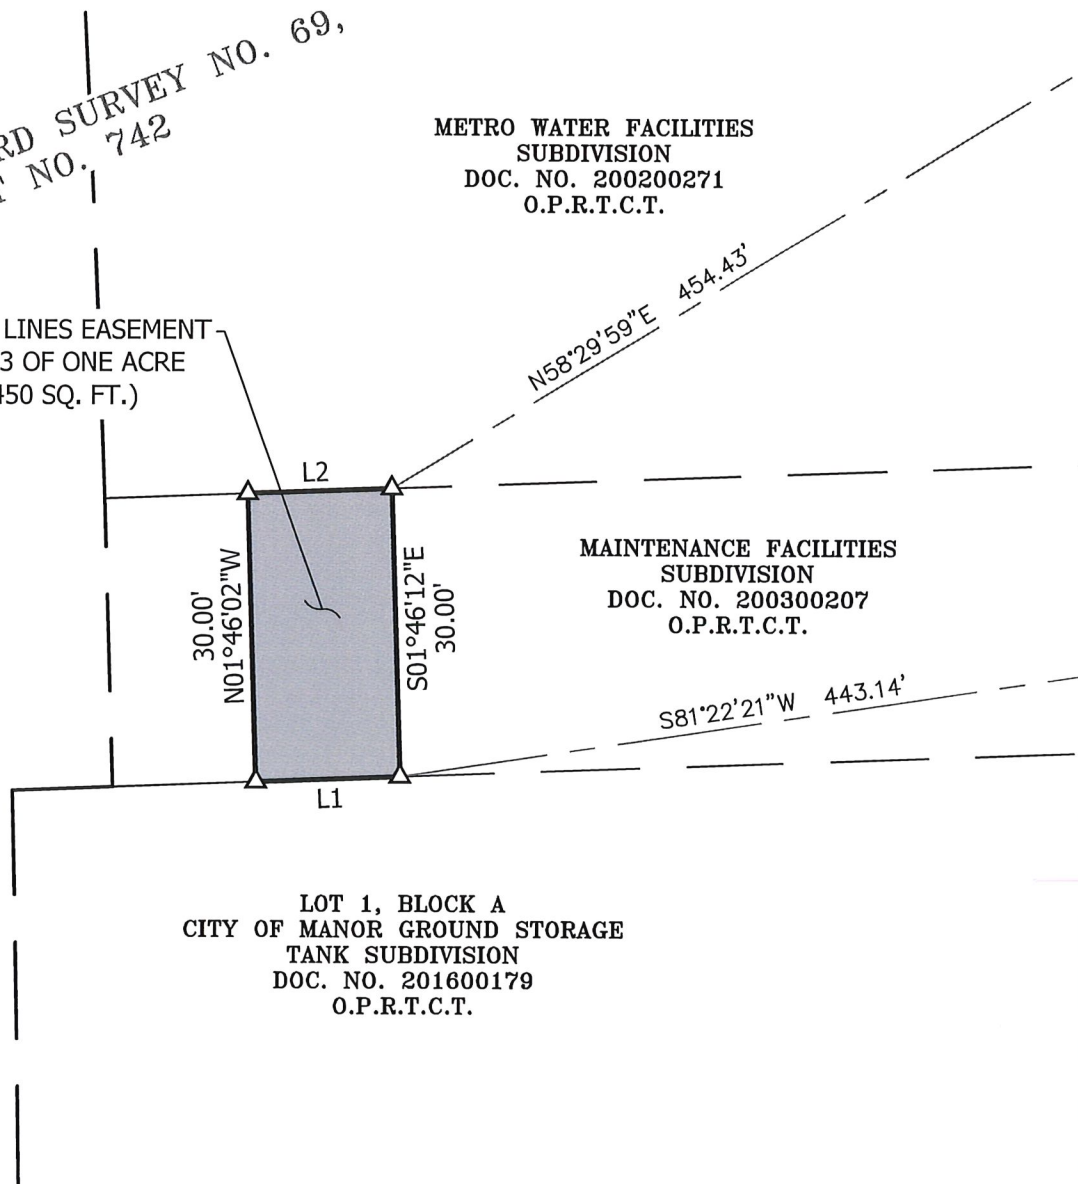 SURVEY NO. 69,
NO. 742
METRO WATER FACILITIES
SUBDIVISION
DOC. NO. 200200271
O.P.R.T.C.T.
N58°29'59"E 454.43'
LINES EASEMENT
3 OF ONE ACRE
450 SQ. FT.)
L2
30.00'
N01°46'02"W
S01°46'12"E
30.00'
MAINTENANCE FACILITIES
SUBDIVISION
DOC. NO. 200300207
O.P.R.T.C.T.
S81°22'21"W 443.14'
L1
LOT 1, BLOCK A
CITY OF MANOR GROUND STORAGE
TANK SUBDIVISION
DOC. NO. 201600179
O.P.R.T.C.T.